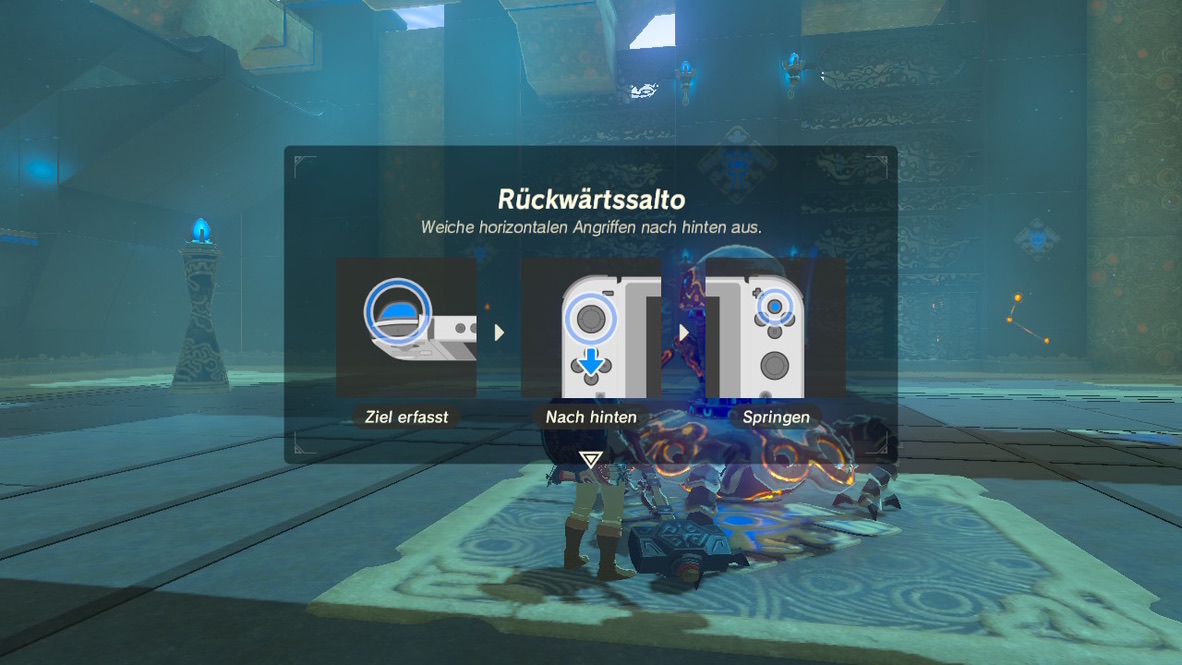 Rückwärtssalto
Weiche horizontalen Angriffen nach hinten aus.
Ziel erfasst
Nach hinten
Springen